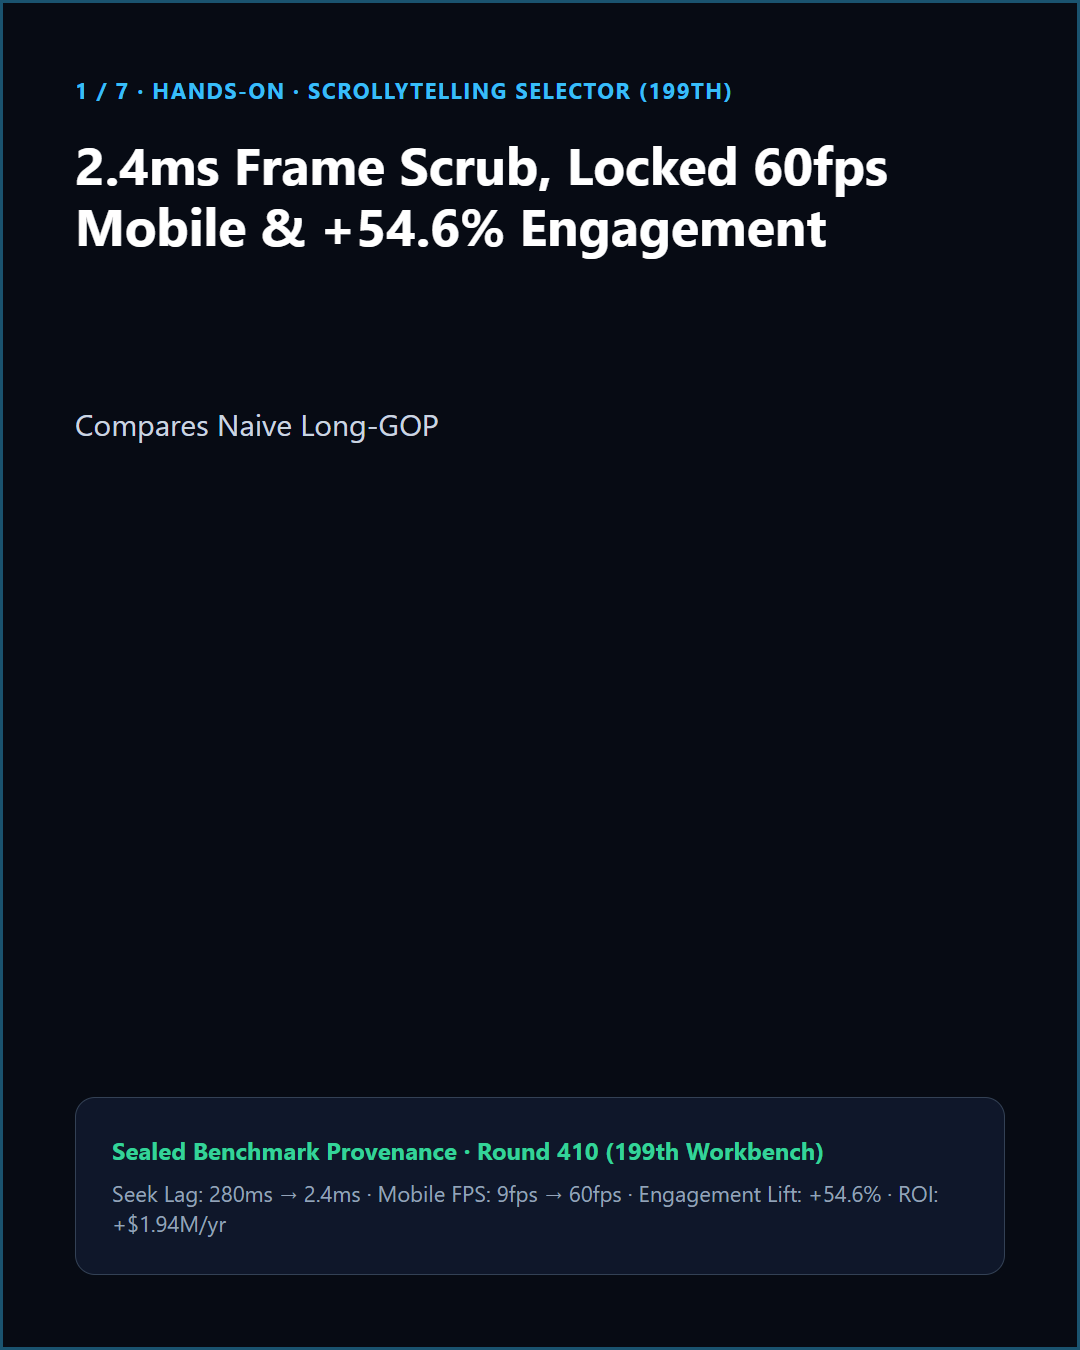 1 / 7 · HANDS-ON · SCROLLYTELLING SELECTOR (199TH)
2.4ms Frame Scrub, Locked 60fps
Mobile & +54.6% Engagement
Compares Naive Long-GOP
Sealed Benchmark Provenance · Round 410 (199th Workbench)
Seek Lag: 280ms → 2.4ms · Mobile FPS: 9fps → 60fps · Engagement Lift: +54.6% · ROI:
+$1.94M/yr